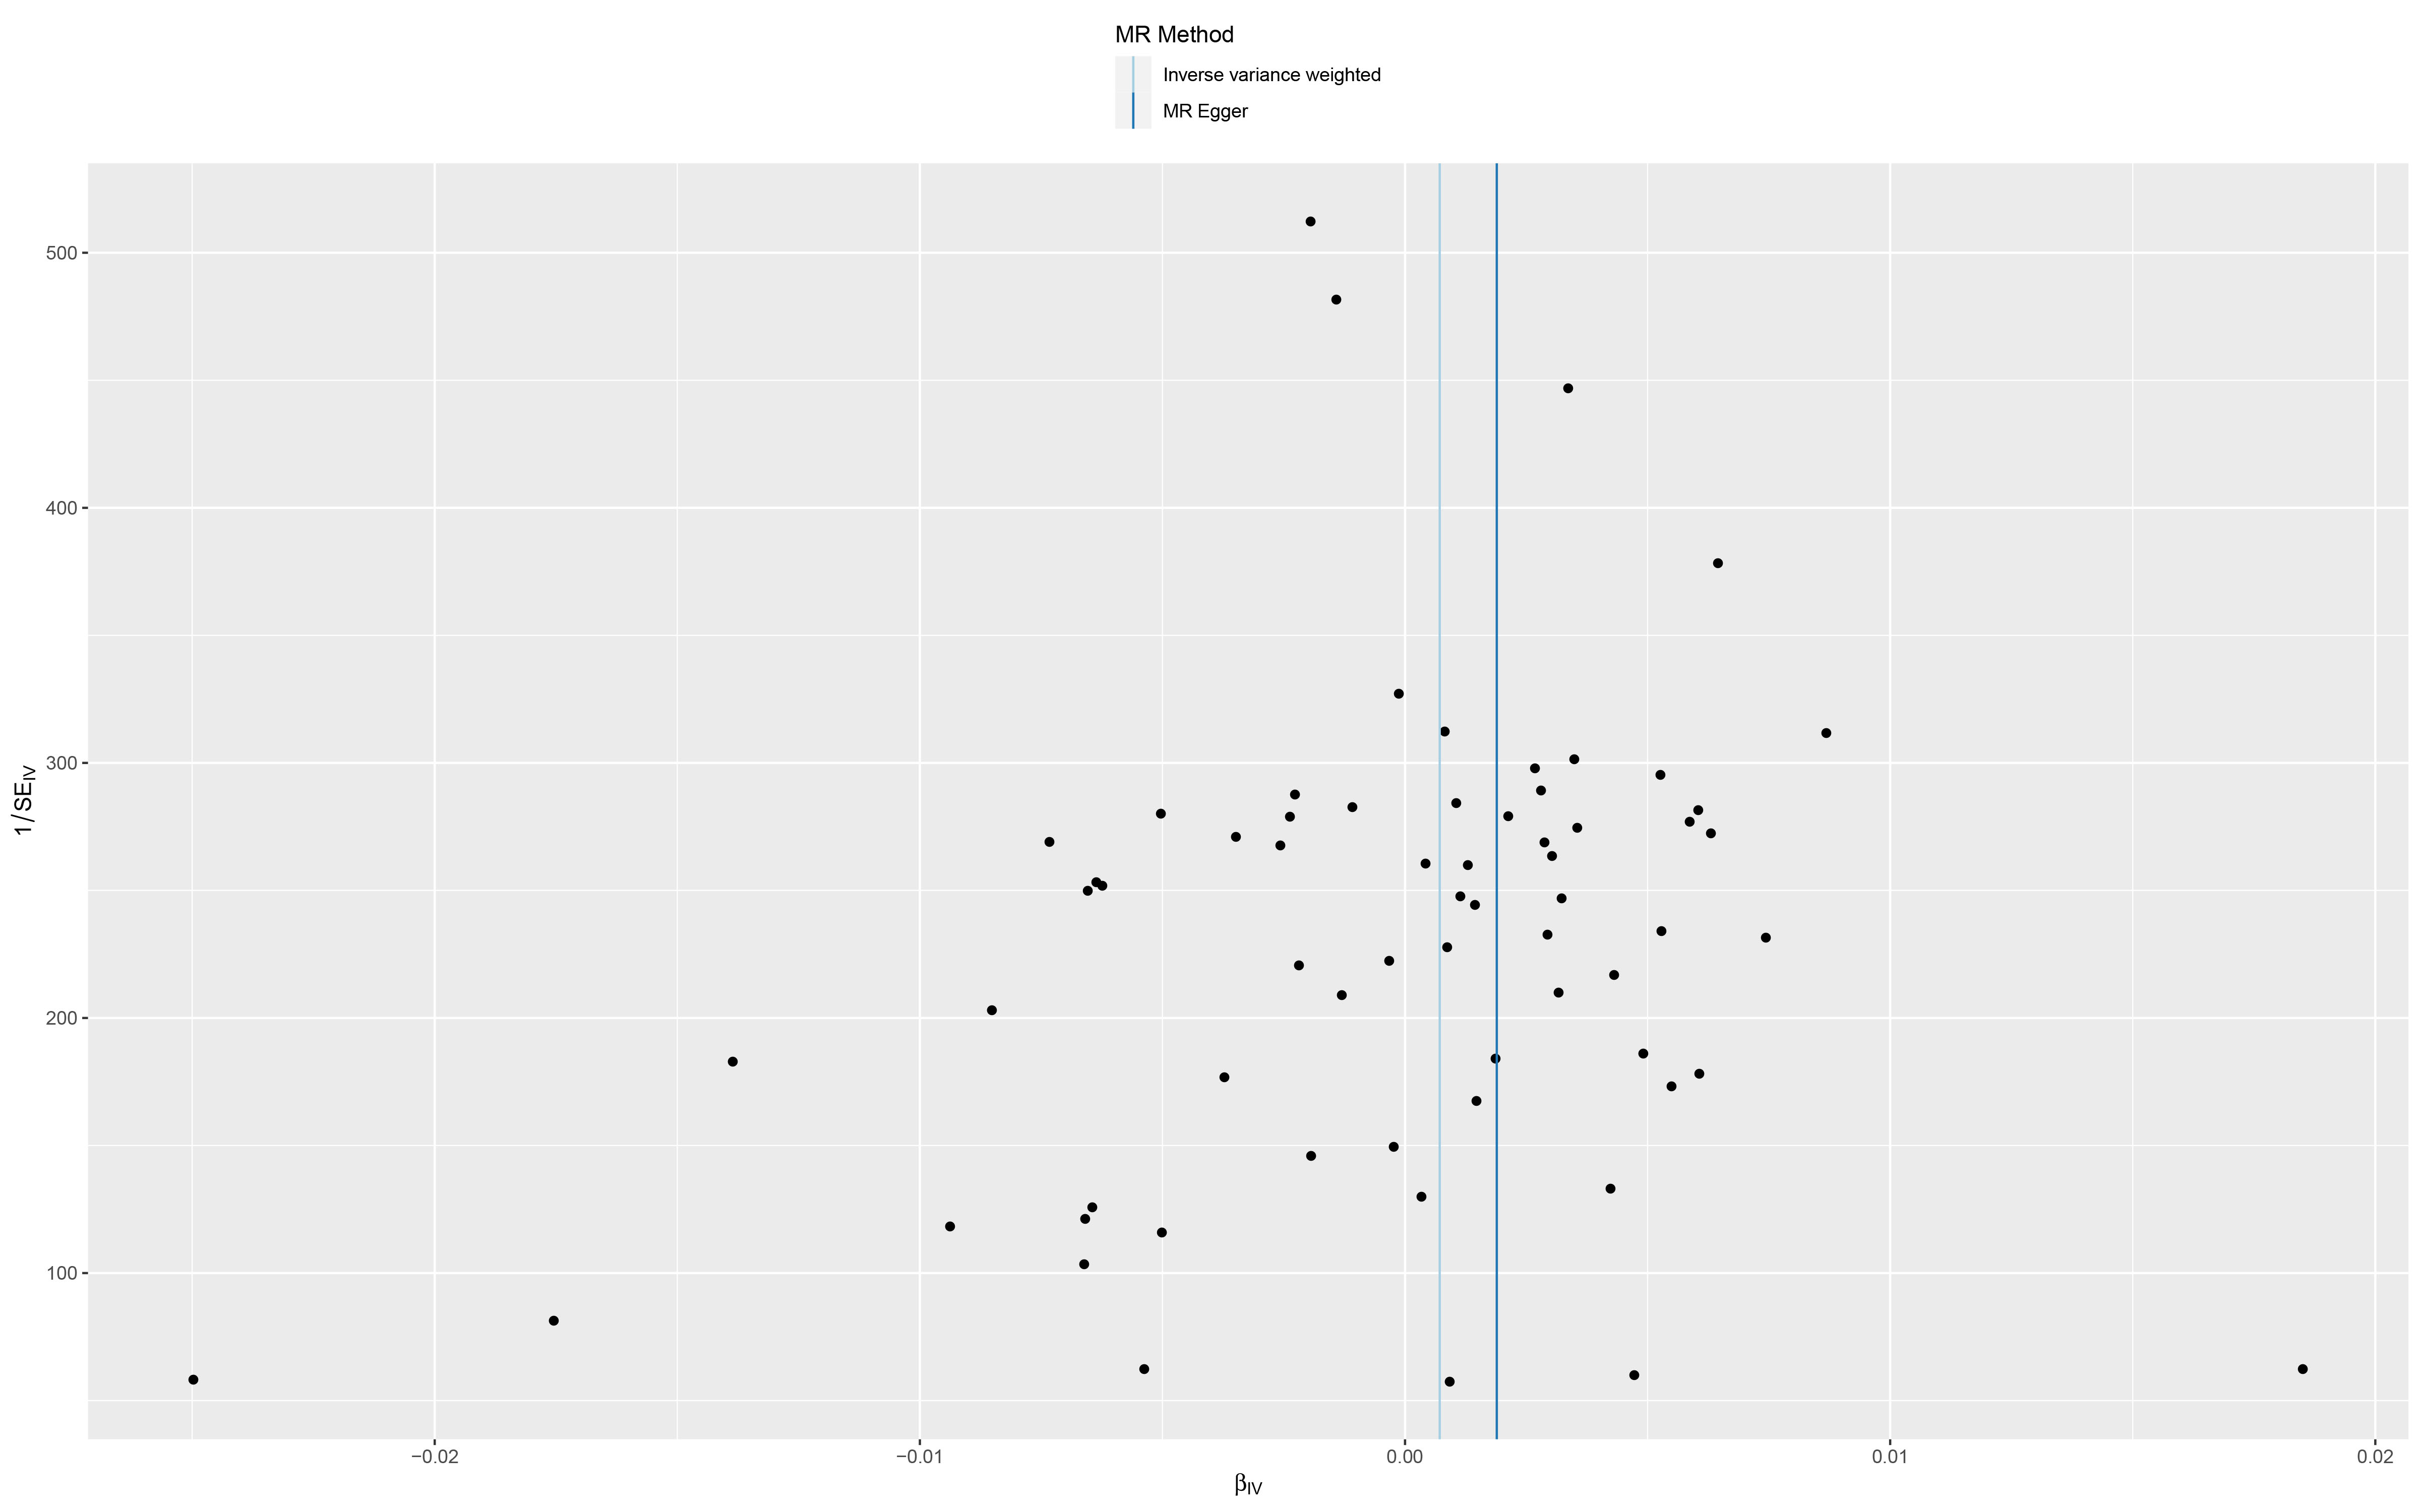 MR Method
Inverse variance weighted
MR Egger
500
400
300
200
100
1/SE_IV
−0.02
−0.01
0.00
0.01
0.02
β_IV